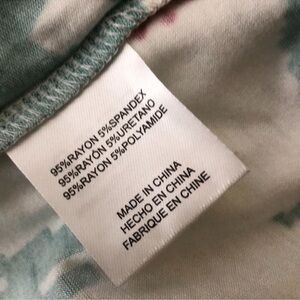 95%RAYON 5%SPANDEX
95%RAYÓN 5%URETANO
95%RAYON 5%POLYAMIDE
MADE IN CHINA
HECHO EN CHINA
FABRIQUE EN CHINE